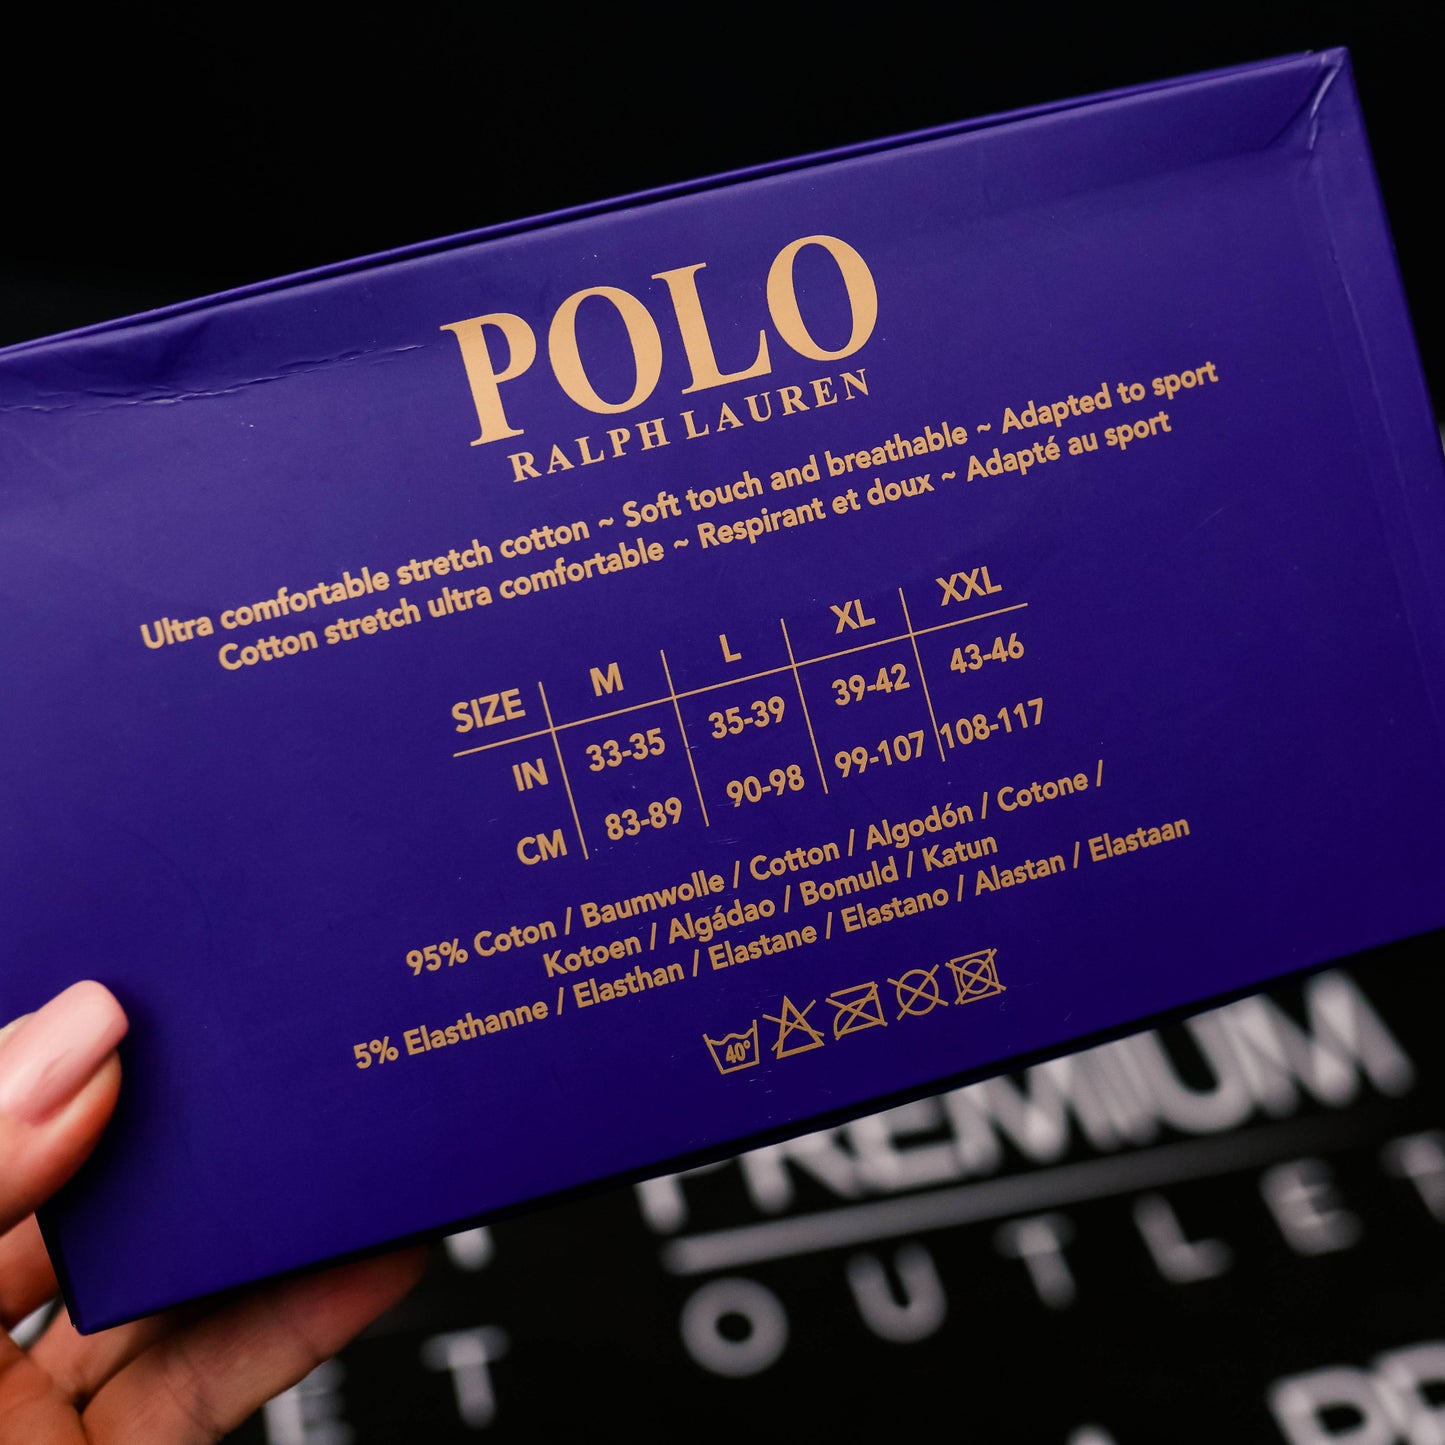 POLO
RALPH LAUREN
Ultra comfortable stretch cotton ~ Soft touch and breathable ~ Adapted to sport
Cotton stretch ultra comfortable ~ Respirant et doux ~ Adapté au sport
SIZE M L XL XXL
IN 33-35 35-39 39-42 43-46
CM 83-89 90-98 99-107 108-117
95% Coton / Baumwolle / Cotton / Algodón / Cotone /
Kotoen / Algádao / Bomuld / Katun
5% Elasthanne / Elasthan / Elastane / Elastano / Alastan / Elastaan
40°
PREMIUM
OUTLET